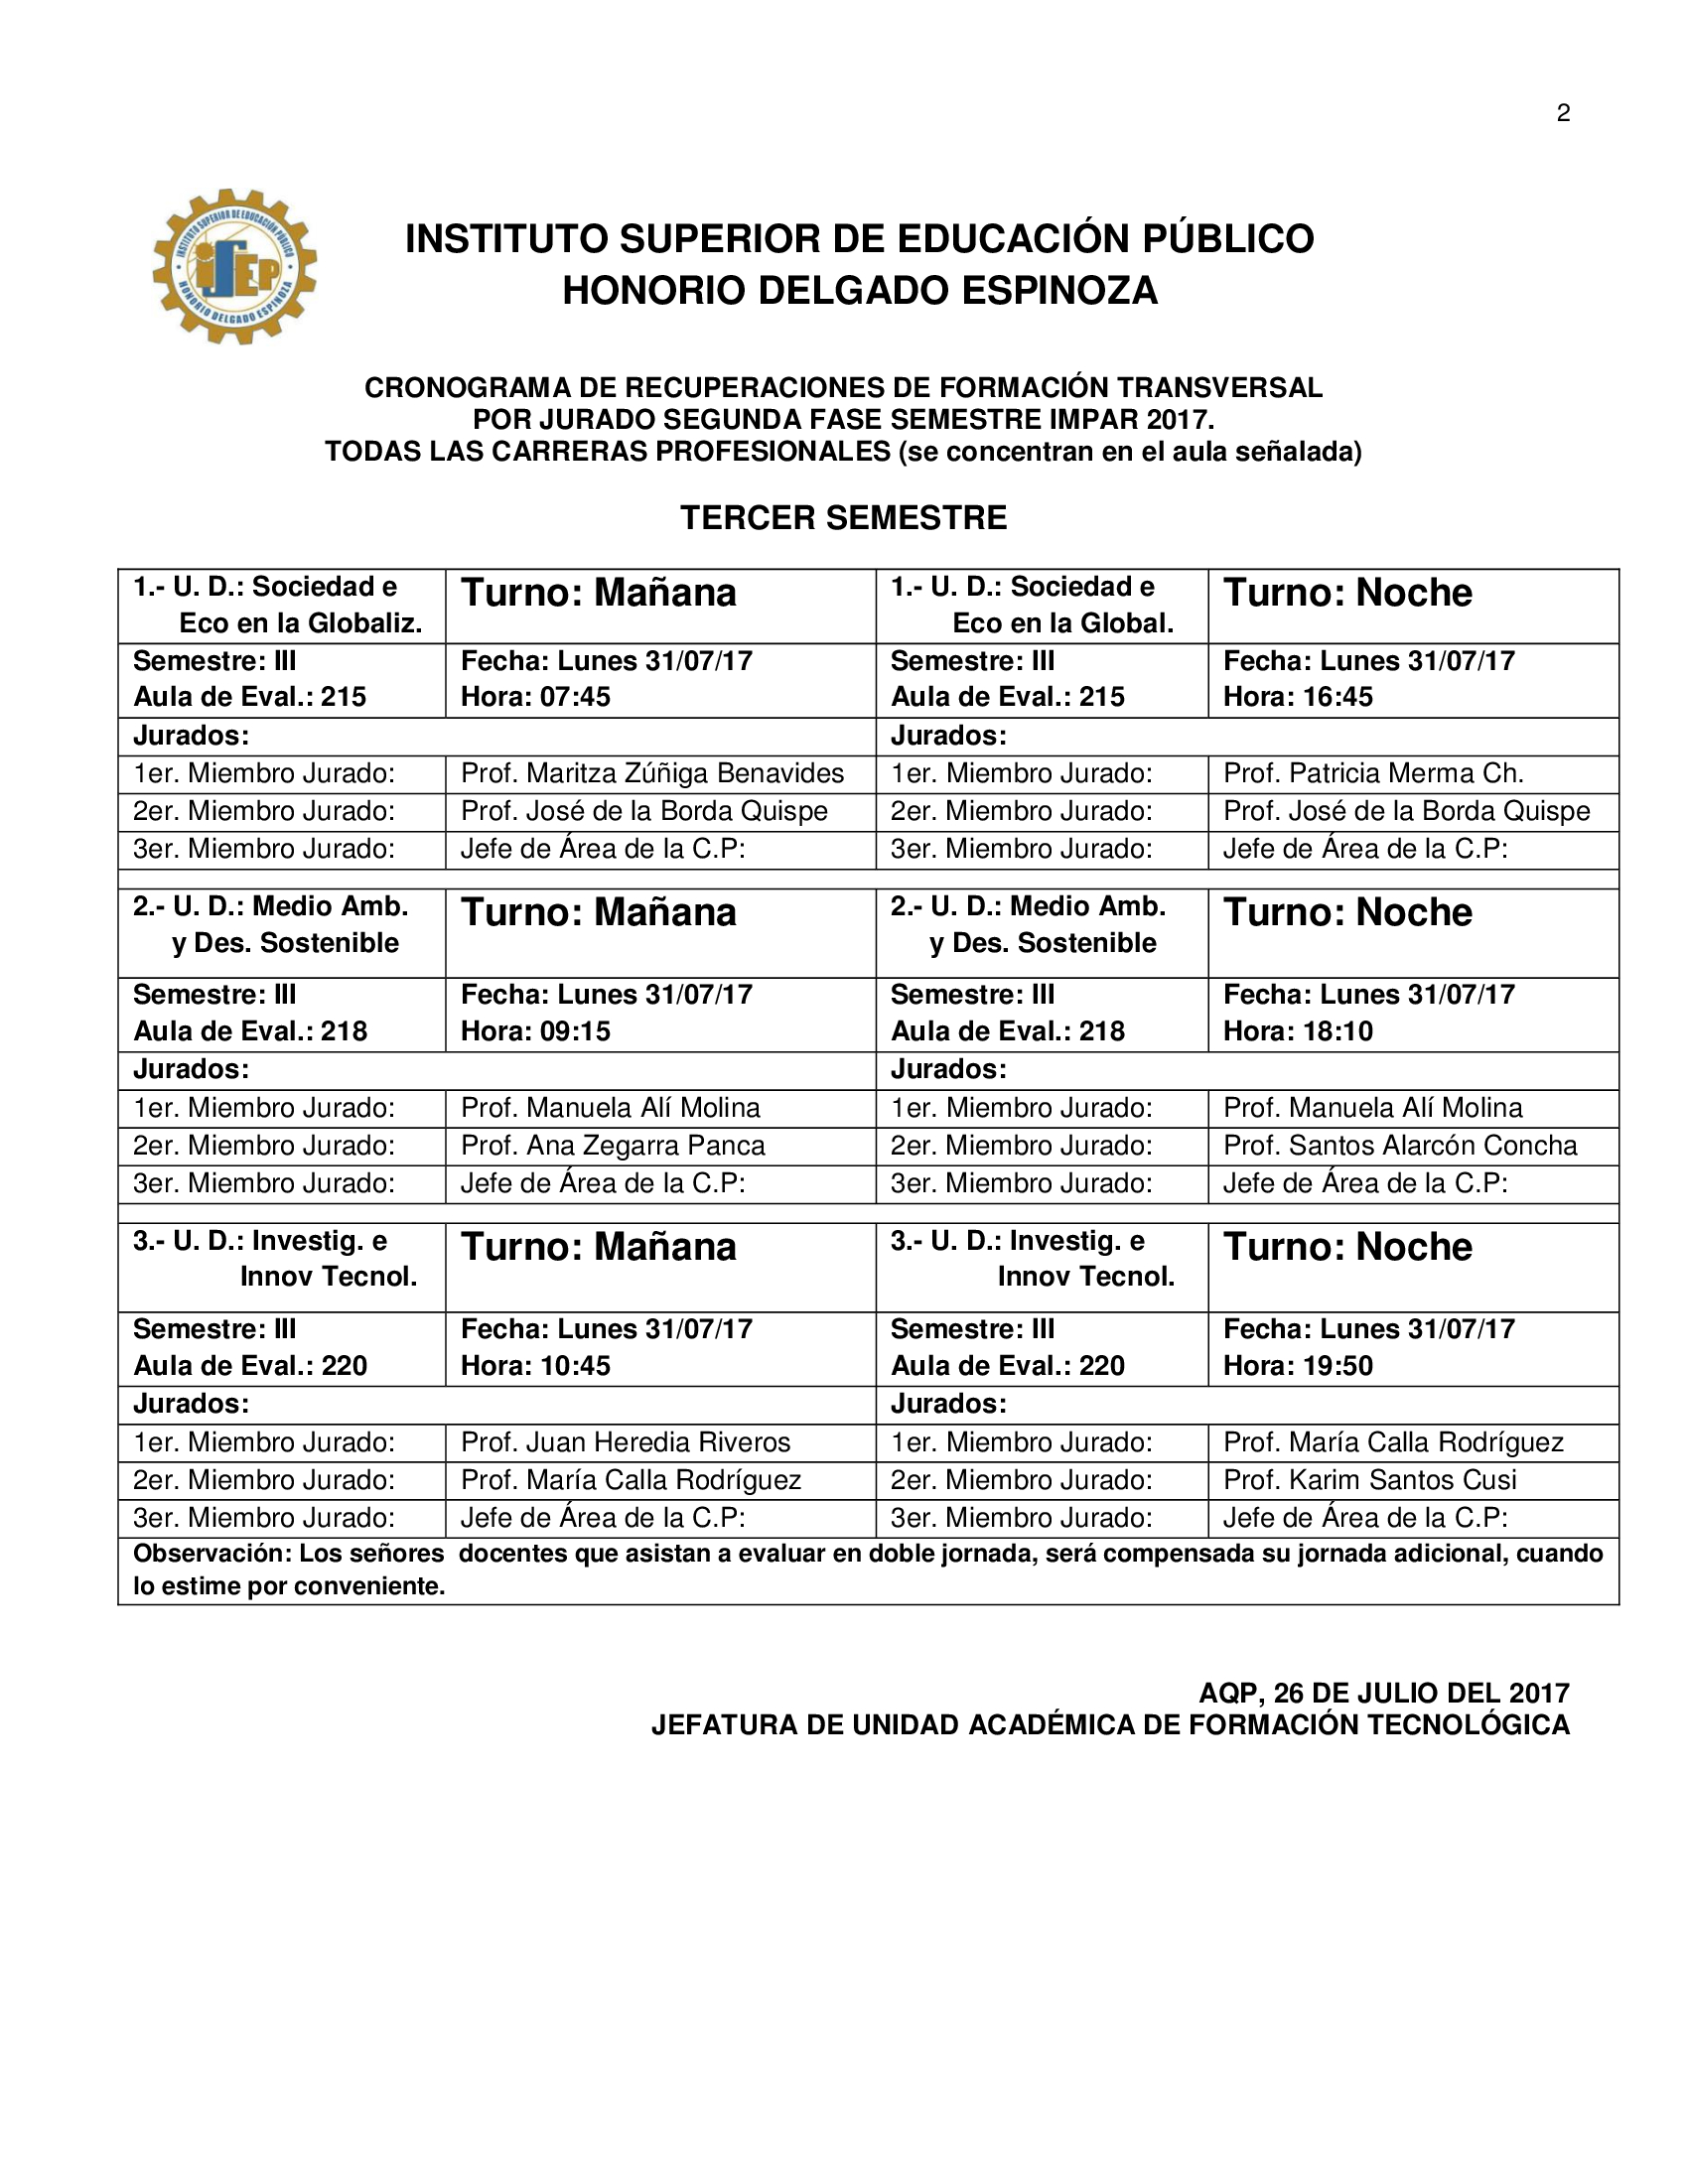 2
INSTITUTO SUPERIOR DE EDUCACIÓN PÚBLICO
HONORIO DELGADO ESPINOZA
iSEP
INSTITUTO SUPERIOR DE EDUCACIÓN PÚBLICO
HONORIO DELGADO ESPINOZA
CRONOGRAMA DE RECUPERACIONES DE FORMACIÓN TRANSVERSAL
POR JURADO SEGUNDA FASE SEMESTRE IMPAR 2017.
TODAS LAS CARRERAS PROFESIONALES (se concentran en el aula señalada)
TERCER SEMESTRE
1.- U. D.: Sociedad e Turno: Mañana 1.- U. D.: Sociedad e Turno: Noche
Eco en la Globaliz. Eco en la Global.
Semestre: III Fecha: Lunes 31/07/17 Semestre: III Fecha: Lunes 31/07/17
Aula de Eval.: 215 Hora: 07:45 Aula de Eval.: 215 Hora: 16:45
Jurados: Jurados:
1er. Miembro Jurado: Prof. Maritza Zúñiga Benavides 1er. Miembro Jurado: Prof. Patricia Merma Ch.
2er. Miembro Jurado: Prof. José de la Borda Quispe 2er. Miembro Jurado: Prof. José de la Borda Quispe
3er. Miembro Jurado: Jefe de Área de la C.P: 3er. Miembro Jurado: Jefe de Área de la C.P:
2.- U. D.: Medio Amb. Turno: Mañana 2.- U. D.: Medio Amb. Turno: Noche
y Des. Sostenible y Des. Sostenible
Semestre: III Fecha: Lunes 31/07/17 Semestre: III Fecha: Lunes 31/07/17
Aula de Eval.: 218 Hora: 09:15 Aula de Eval.: 218 Hora: 18:10
Jurados: Jurados:
1er. Miembro Jurado: Prof. Manuela Alí Molina 1er. Miembro Jurado: Prof. Manuela Alí Molina
2er. Miembro Jurado: Prof. Ana Zegarra Panca 2er. Miembro Jurado: Prof. Santos Alarcón Concha
3er. Miembro Jurado: Jefe de Área de la C.P: 3er. Miembro Jurado: Jefe de Área de la C.P:
3.- U. D.: Investig. e Turno: Mañana 3.- U. D.: Investig. e Turno: Noche
Innov Tecnol. Innov Tecnol.
Semestre: III Fecha: Lunes 31/07/17 Semestre: III Fecha: Lunes 31/07/17
Aula de Eval.: 220 Hora: 10:45 Aula de Eval.: 220 Hora: 19:50
Jurados: Jurados:
1er. Miembro Jurado: Prof. Juan Heredia Riveros 1er. Miembro Jurado: Prof. María Calla Rodríguez
2er. Miembro Jurado: Prof. María Calla Rodríguez 2er. Miembro Jurado: Prof. Karim Santos Cusi
3er. Miembro Jurado: Jefe de Área de la C.P: 3er. Miembro Jurado: Jefe de Área de la C.P:
Observación: Los señores docentes que asistan a evaluar en doble jornada, será compensada su jornada adicional, cuando
lo estime por conveniente.
AQP, 26 DE JULIO DEL 2017
JEFATURA DE UNIDAD ACADÉMICA DE FORMACIÓN TECNOLÓGICA